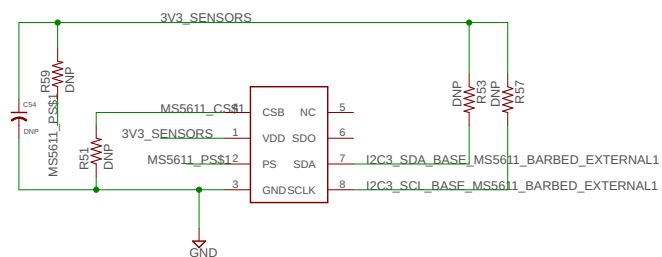 3V3_SENSORS
R59
DNP
MS5611_PS$1
C54
DNP
R51
DNP
MS5611_CS$1
4
CSB
NC
5
3V3_SENSORS
1
VDD
SDO
6
MS5611_PS$1
2
PS
SDA
7
I2C3_SDA_BASE_MS5611_BARBED_EXTERNAL1
3
GND
SCLK
8
I2C3_SCL_BASE_MS5611_BARBED_EXTERNAL1
DNP
R53
DNP
R57
GND